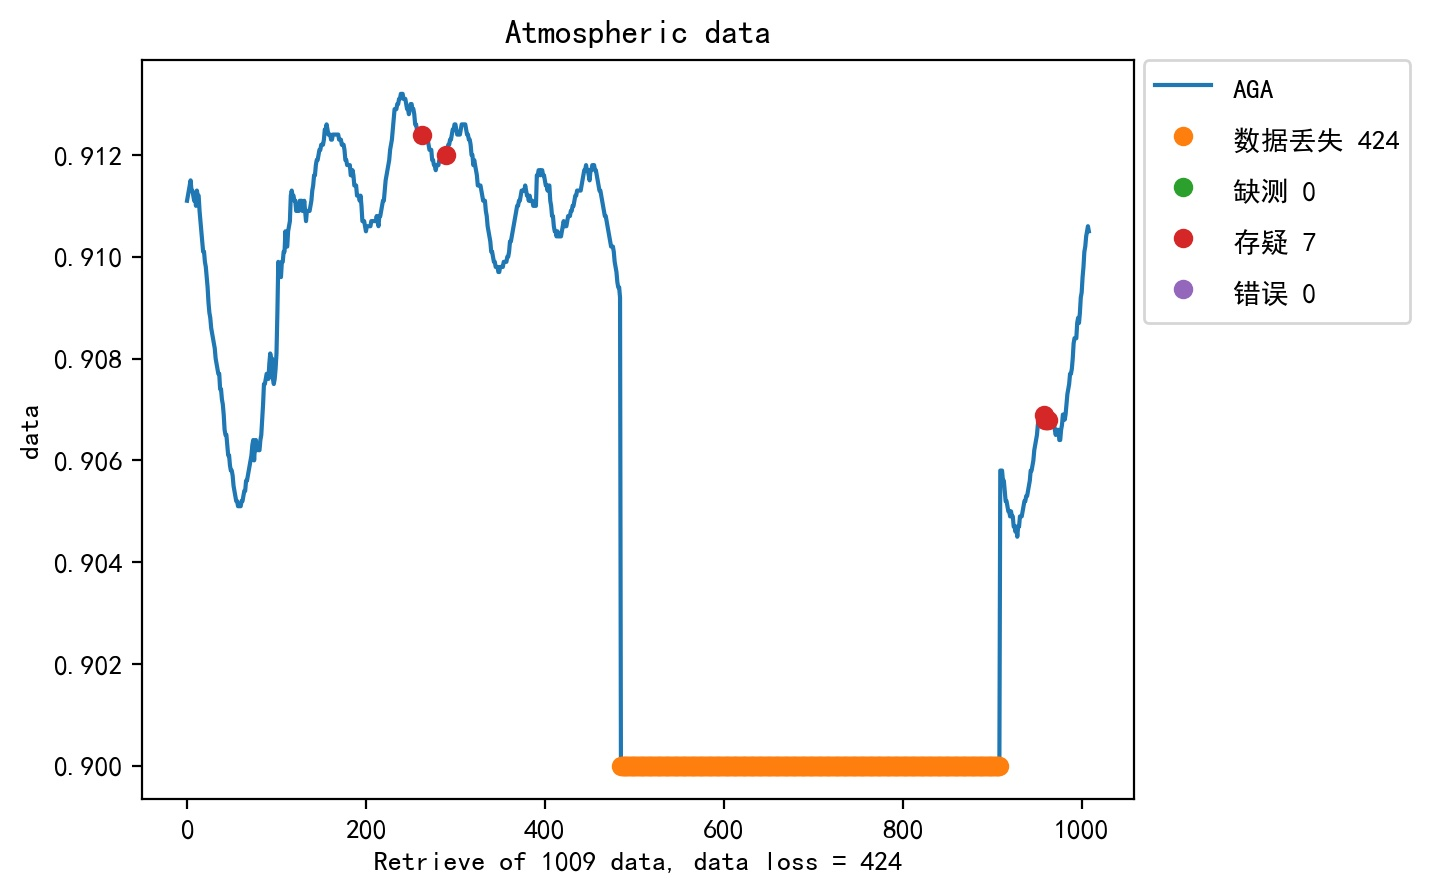 Atmospheric data
AGA
数据丢失 424
缺测 0
存疑 7
错误 0
data
0.912
0.910
0.908
0.906
0.904
0.902
0.900
0 200 400 600 800 1000
Retrieve of 1009 data, data loss = 424